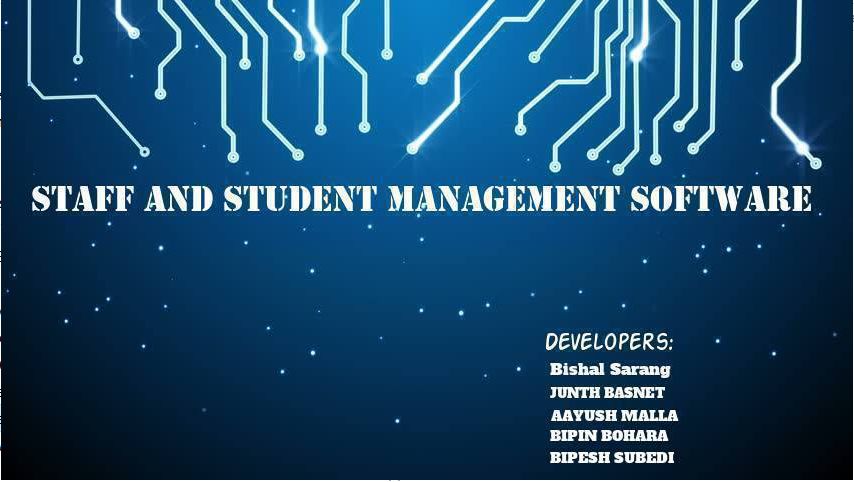 STAFF AND STUDENT MANAGEMENT SOFTWARE
DEVELOPERS:
Bishal Sarang
JUNTH BASNET
AAYUSH MALLA
BIPIN BOHARA
BIPESH SUBEDI